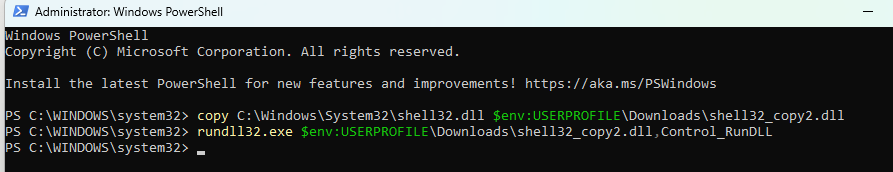 Administrator: Windows PowerShell
Windows PowerShell
Copyright (C) Microsoft Corporation. All rights reserved.
Install the latest PowerShell for new features and improvements! https://aka.ms/PSWindows
PS C:\WINDOWS\system32> copy C:\Windows\System32\shell32.dll $env:USERPROFILE\Downloads\shell32_copy2.dll
PS C:\WINDOWS\system32> rundll32.exe $env:USERPROFILE\Downloads\shell32_copy2.dll,Control_RunDLL
PS C:\WINDOWS\system32>